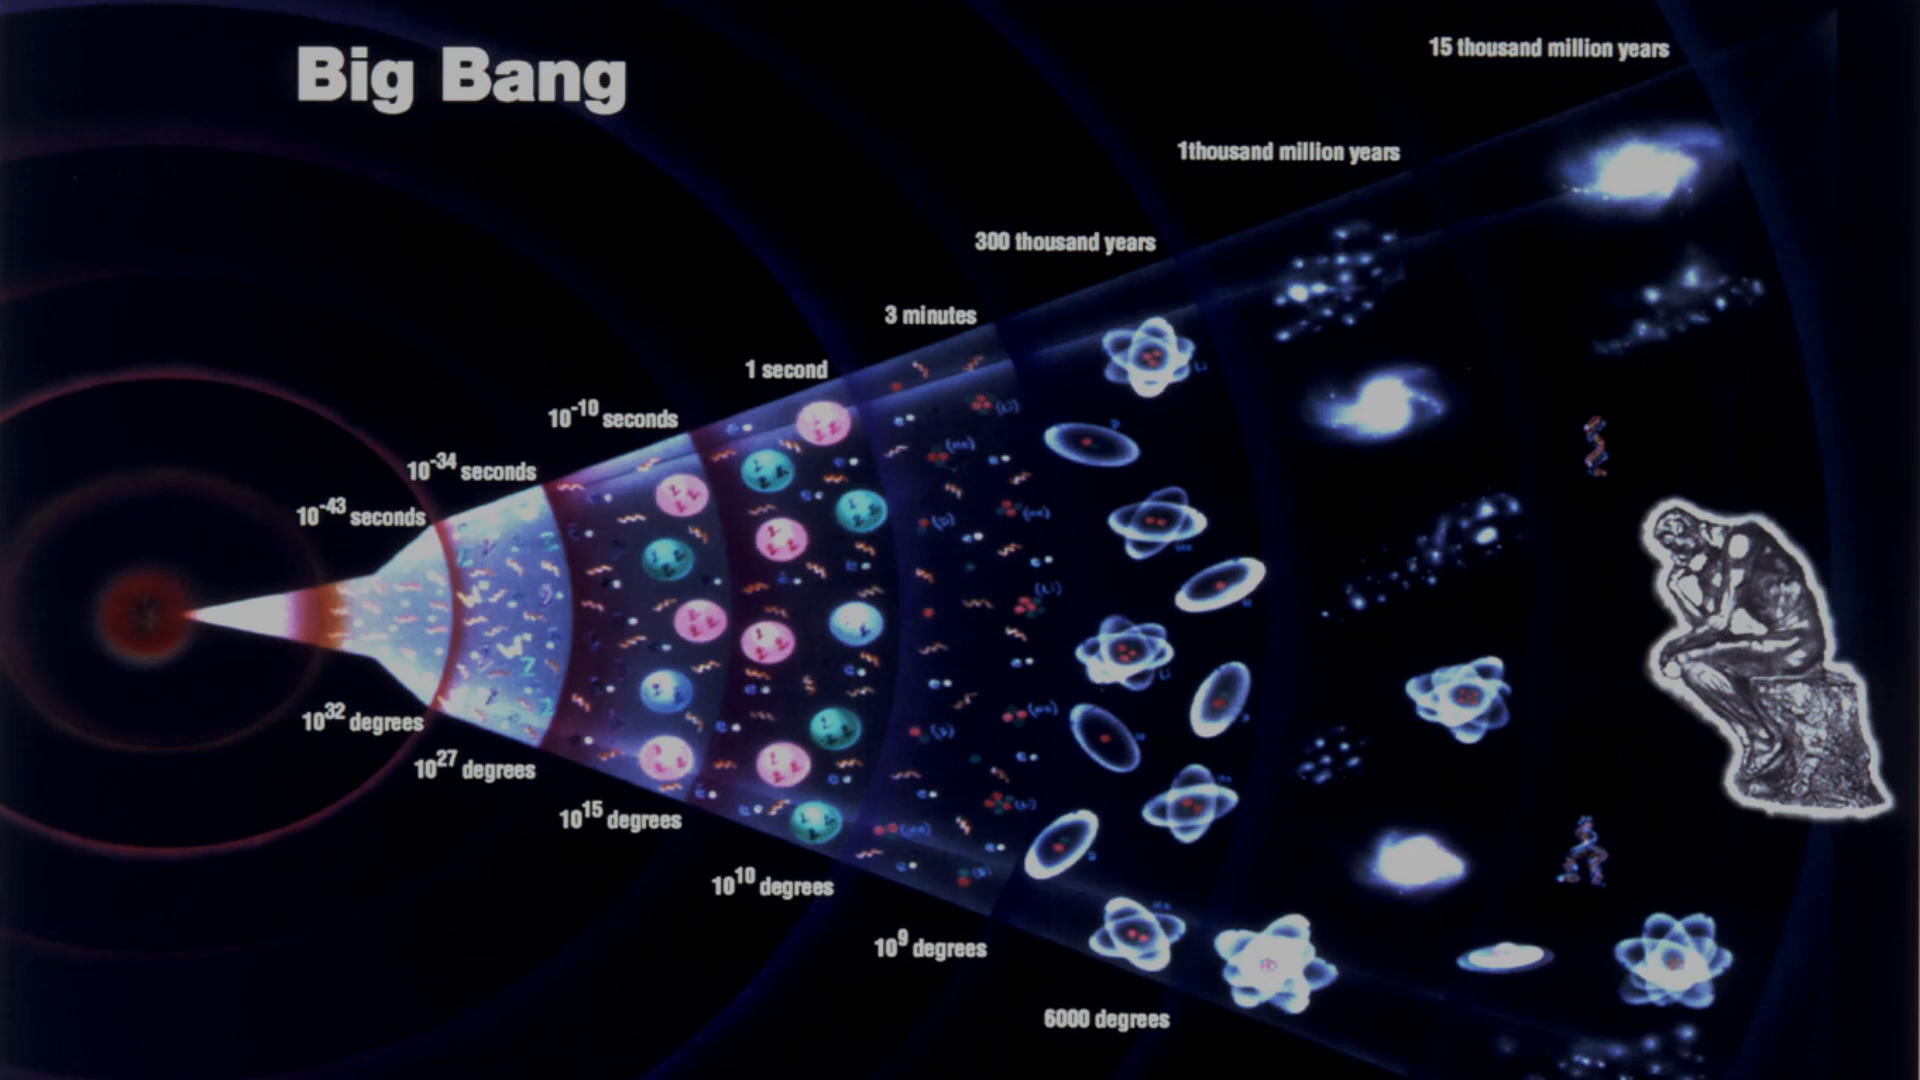 Big Bang
15 thousand million years
1thousand million years
300 thousand years
3 minutes
1 second
10⁻¹⁰ seconds
10⁻³⁴ seconds
10⁻⁴³ seconds
10³² degrees
10²⁷ degrees
10¹⁵ degrees
10¹⁰ degrees
10⁹ degrees
6000 degrees